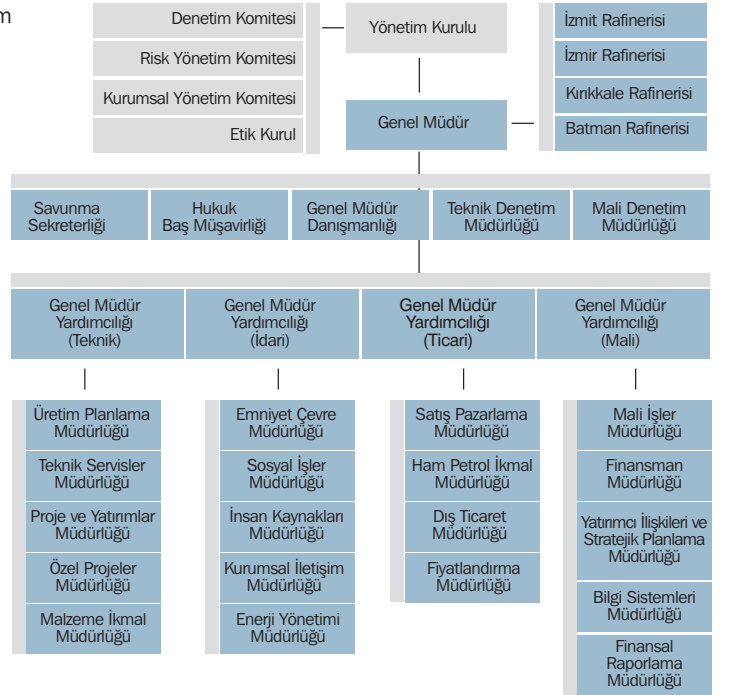 Denetim Komitesi
Risk Yönetim Komitesi
Kurumsal Yönetim Komitesi
Etik Kurul
Yönetim Kurulu
Genel Müdür
İzmit Rafinerisi
İzmir Rafinerisi
Kırıkkale Rafinerisi
Batman Rafinerisi
Savunma
Sekreterliği
Hukuk
Baş Müşavirliği
Genel Müdür
Danışmanlığı
Teknik Denetim
Müdürlüğü
Mali Denetim
Müdürlüğü
Genel Müdür
Yardımcılığı
(Teknik)
Genel Müdür
Yardımcılığı
(İdari)
Genel Müdür
Yardımcılığı
(Ticari)
Genel Müdür
Yardımcılığı
(Mali)
Üretim Planlama
Müdürlüğü
Teknik Servisler
Müdürlüğü
Proje ve Yatırımlar
Müdürlüğü
Özel Projeler
Müdürlüğü
Malzeme İkmal
Müdürlüğü
Emniyet Çevre
Müdürlüğü
Sosyal İşler
Müdürlüğü
İnsan Kaynakları
Müdürlüğü
Kurumsal İletişim
Müdürlüğü
Enerji Yönetimi
Müdürlüğü
Satış Pazarlama
Müdürlüğü
Ham Petrol İkmal
Müdürlüğü
Dış Ticaret
Müdürlüğü
Fiyatlandırma
Müdürlüğü
Mali İşler
Müdürlüğü
Finansman
Müdürlüğü
Yatırımcı İlişkileri ve
Stratejik Planlama
Müdürlüğü
Bilgi Sistemleri
Müdürlüğü
Finansal
Raporlama
Müdürlüğü